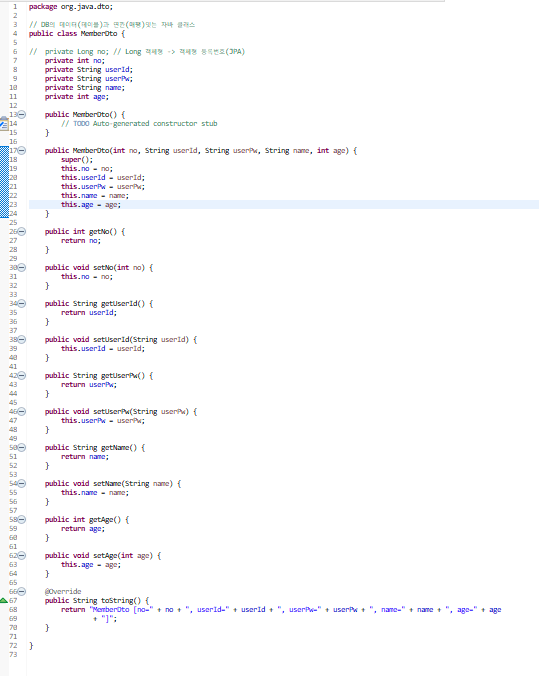 1 package org.java.dto;
2
3 // DB의 데이터(테이블)과 연관(매핑)있는 자바 클래스
4 public class MemberDto {
5
6 // private Long no; // Long 객체형 -> 객체형 등록번호(JPA)
7 private int no;
8 private String userId;
9 private String userPw;
10 private String name;
11 private int age;
12
13 public MemberDto() {
14 // TODO Auto-generated constructor stub
15 }
16
17 public MemberDto(int no, String userId, String userPw, String name, int age) {
18 super();
19 this.no = no;
20 this.userId = userId;
21 this.userPw = userPw;
22 this.name = name;
23 this.age = age;
24 }
25
26 public int getNo() {
27 return no;
28 }
29
30 public void setNo(int no) {
31 this.no = no;
32 }
33
34 public String getUserId() {
35 return userId;
36 }
37
38 public void setUserId(String userId) {
39 this.userId = userId;
40 }
41
42 public String getUserPw() {
43 return userPw;
44 }
45
46 public void setUserPw(String userPw) {
47 this.userPw = userPw;
48 }
49
50 public String getName() {
51 return name;
52 }
53
54 public void setName(String name) {
55 this.name = name;
56 }
57
58 public int getAge() {
59 return age;
60 }
61
62 public void setAge(int age) {
63 this.age = age;
64 }
65
66 @Override
67 public String toString() {
68 return "MemberDto [no=" + no + ", userId=" + userId + ", userPw=" + userPw + ", name=" + name + ", age=" + age
69 + "]";
70 }
71
72 }
73